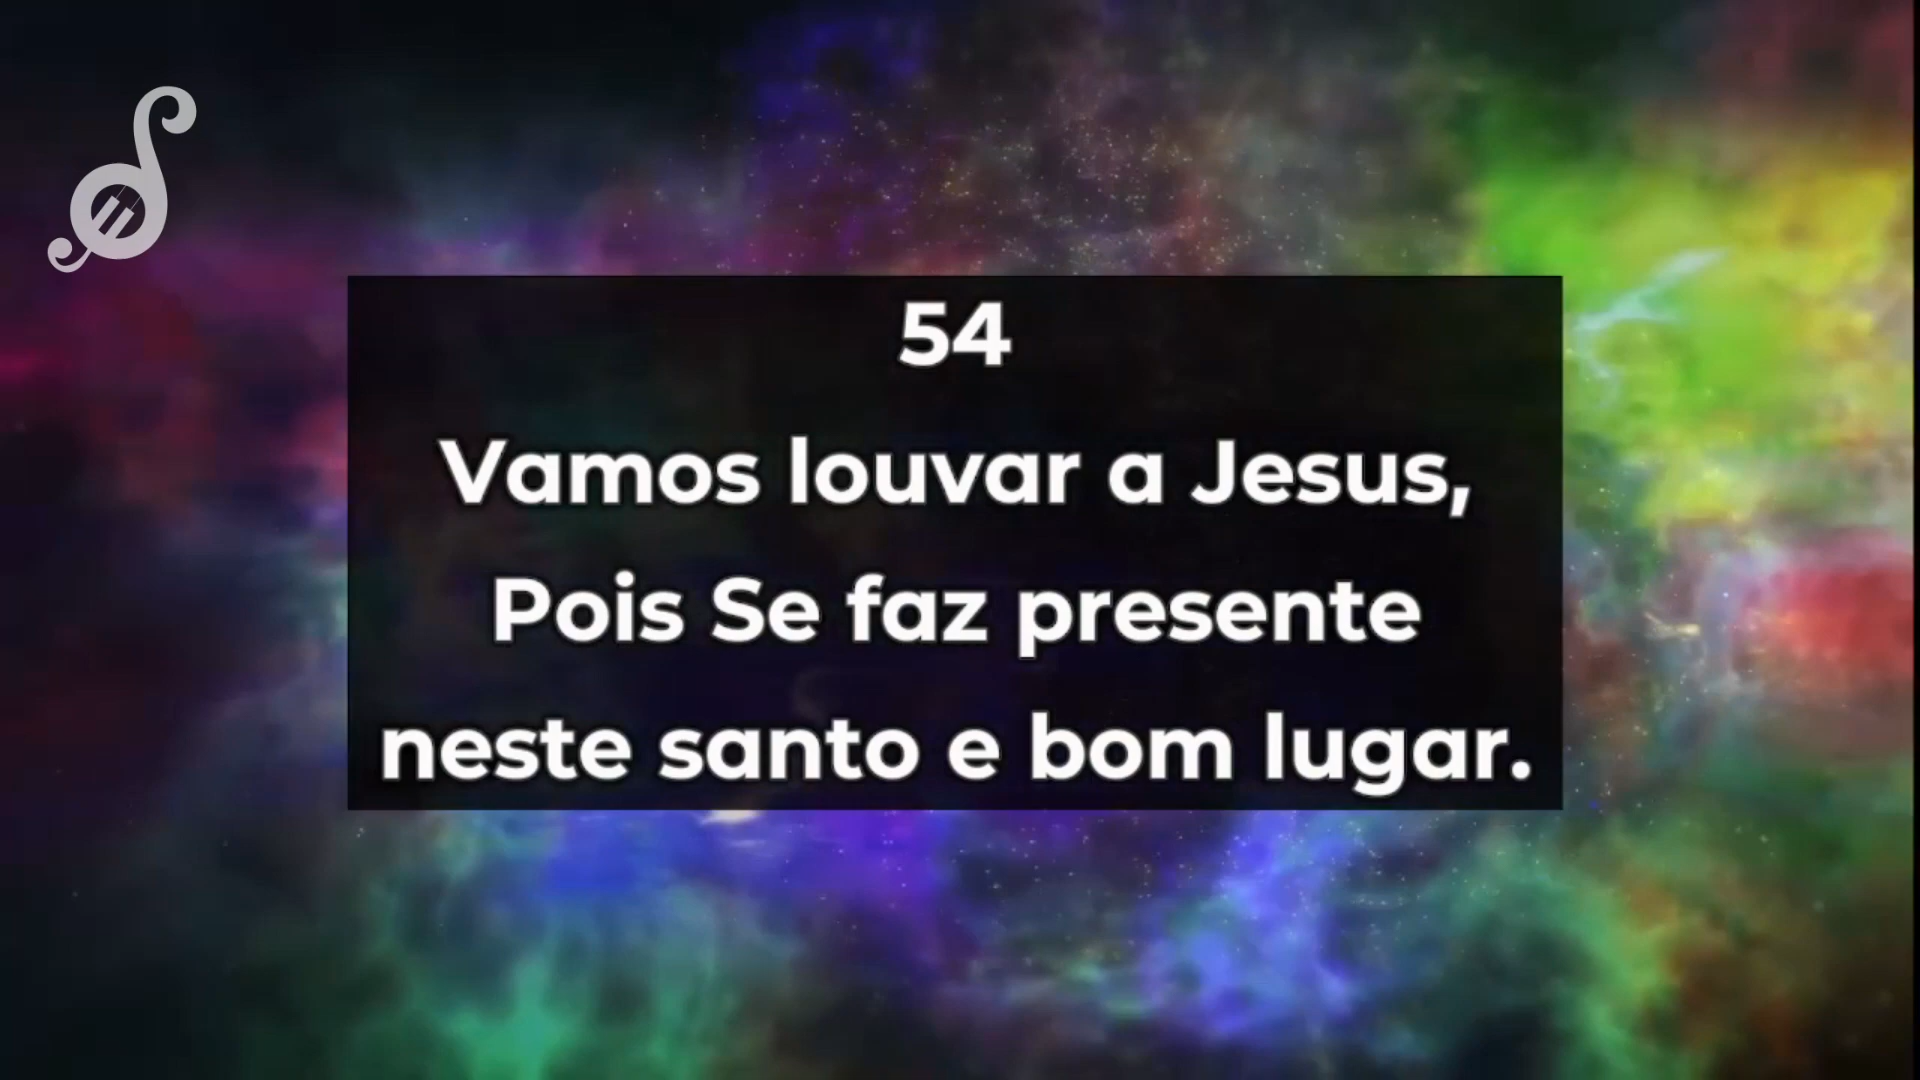 54
Vamos louvar a Jesus,
Pois Se faz presente
neste santo e bom lugar.